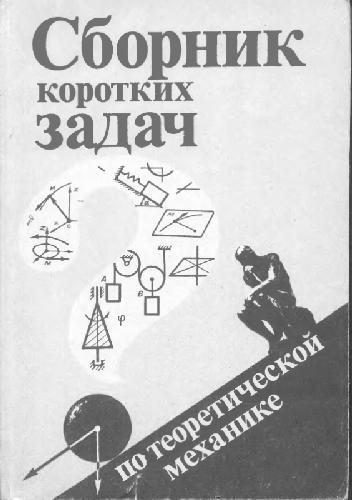 Сборник
коротких
задач
A
B
φ
по теоретической
механике